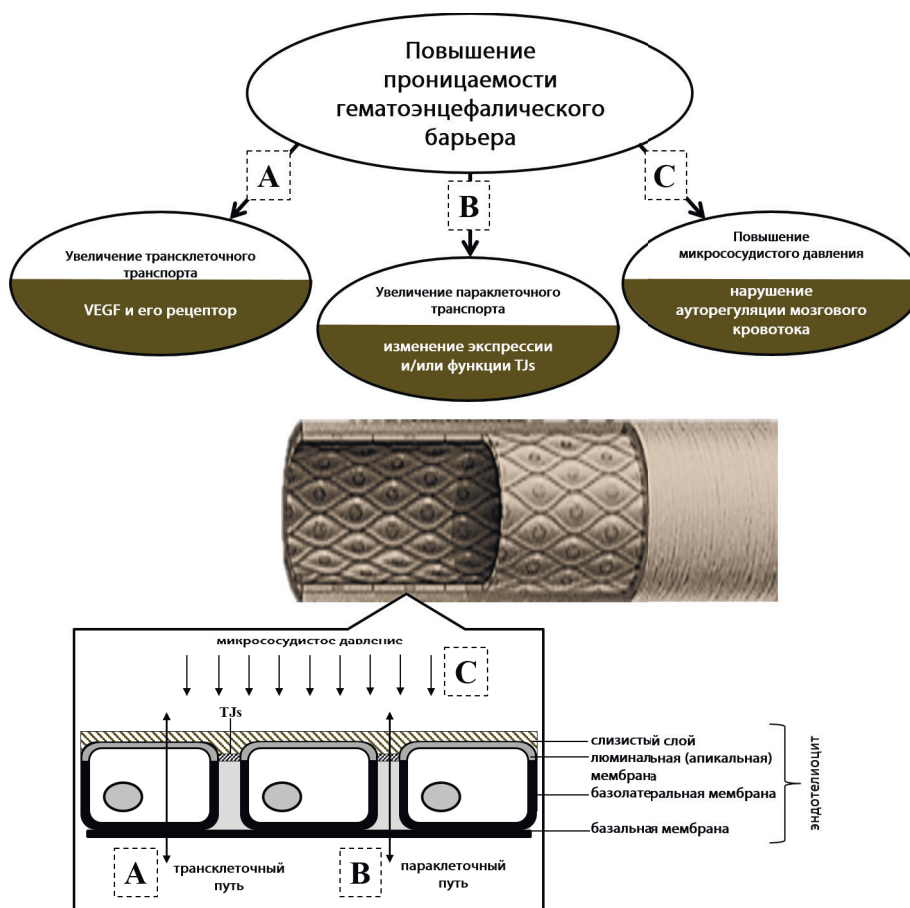 Повышение
проницаемости
гематоэнцефалического
барьера
A
B
C
Увеличение трансклеточного
транспорта
VEGF и его рецептор
Увеличение параклеточного
транспорта
изменение экспрессии
и/или функции TJs
Повышение
микрососудистого давления
нарушение
ауторегуляции мозгового
кровотока
микрососудистое давление
C
TJs
слизистый слой
люминальная (апикальная)
мембрана
базолатеральная мембрана
базальная мембрана
эндотелиоцит
A
трансклеточный
путь
B
параклеточный
путь